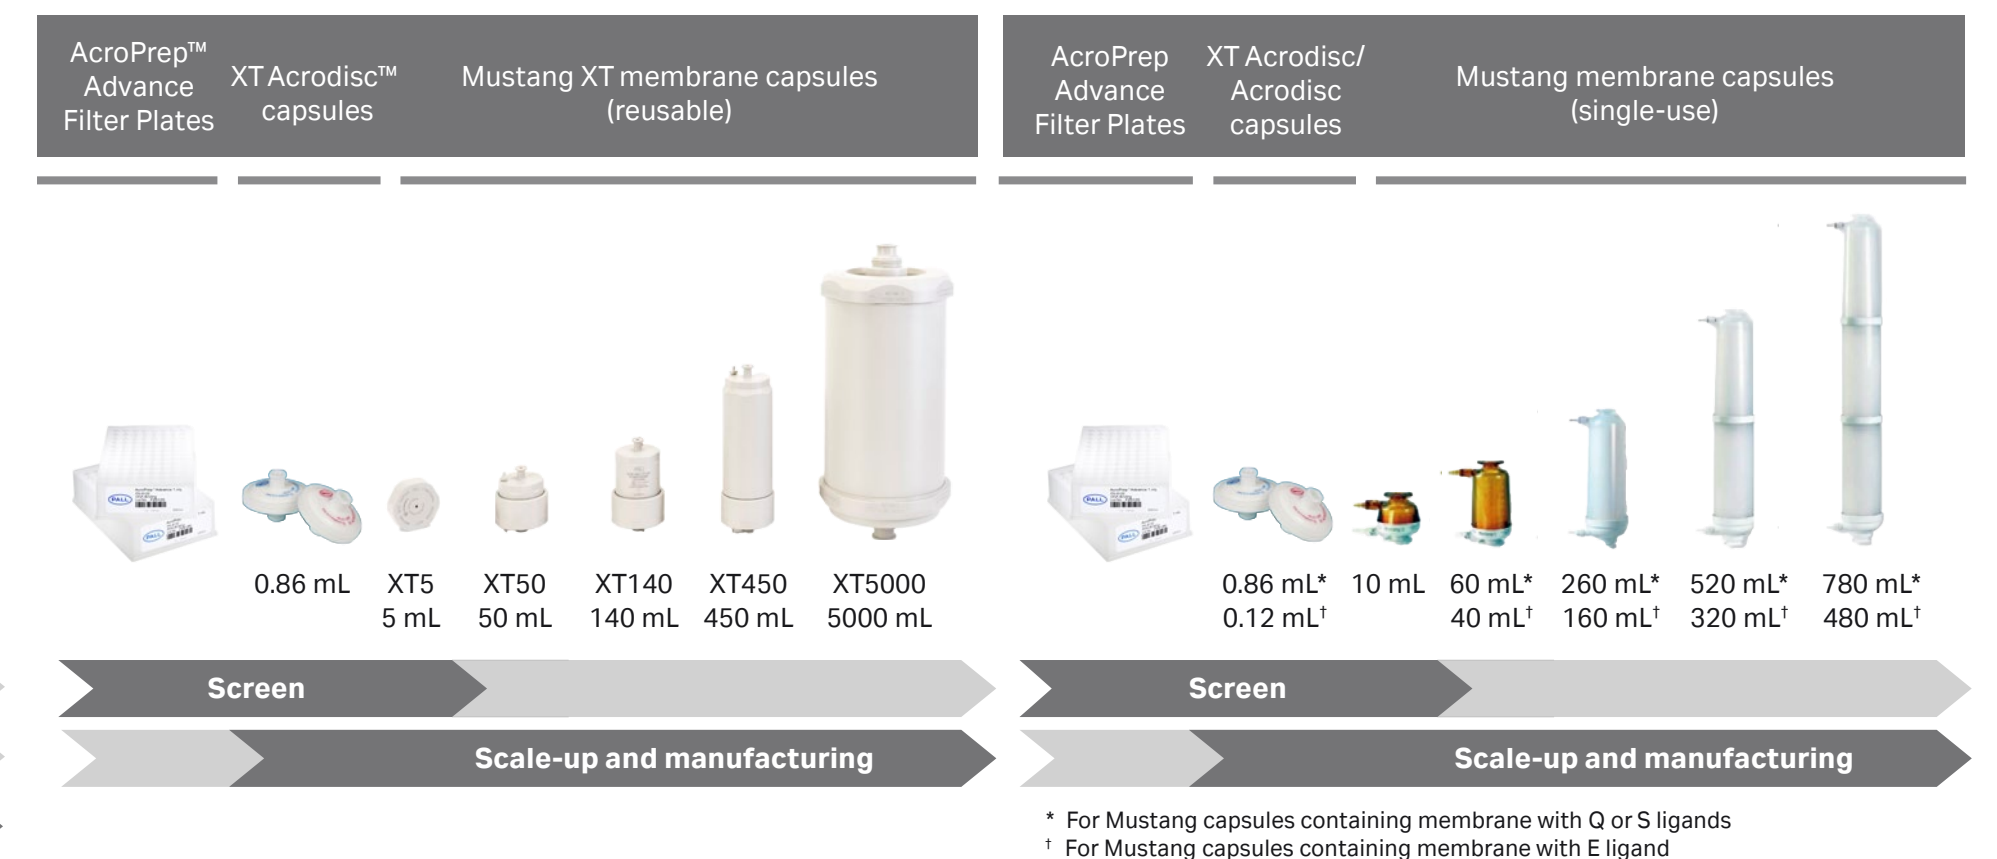 AcroPrep™
Advance
Filter Plates
XT Acrodisc™
capsules
Mustang XT membrane capsules
(reusable)
AcroPrep
Advance
Filter Plates
XT Acrodisc/
Acrodisc
capsules
Mustang membrane capsules
(single-use)
PALL
PALL
PALL
PALL
0.86 mL
XT5
5 mL
XT50
50 mL
XT140
140 mL
XT450
450 mL
XT5000
5000 mL
0.86 mL*
0.12 mL†
10 mL
60 mL*
40 mL†
260 mL*
160 mL†
520 mL*
320 mL†
780 mL*
480 mL†
Screen
Scale-up and manufacturing
Screen
Scale-up and manufacturing
* For Mustang capsules containing membrane with Q or S ligands
† For Mustang capsules containing membrane with E ligand